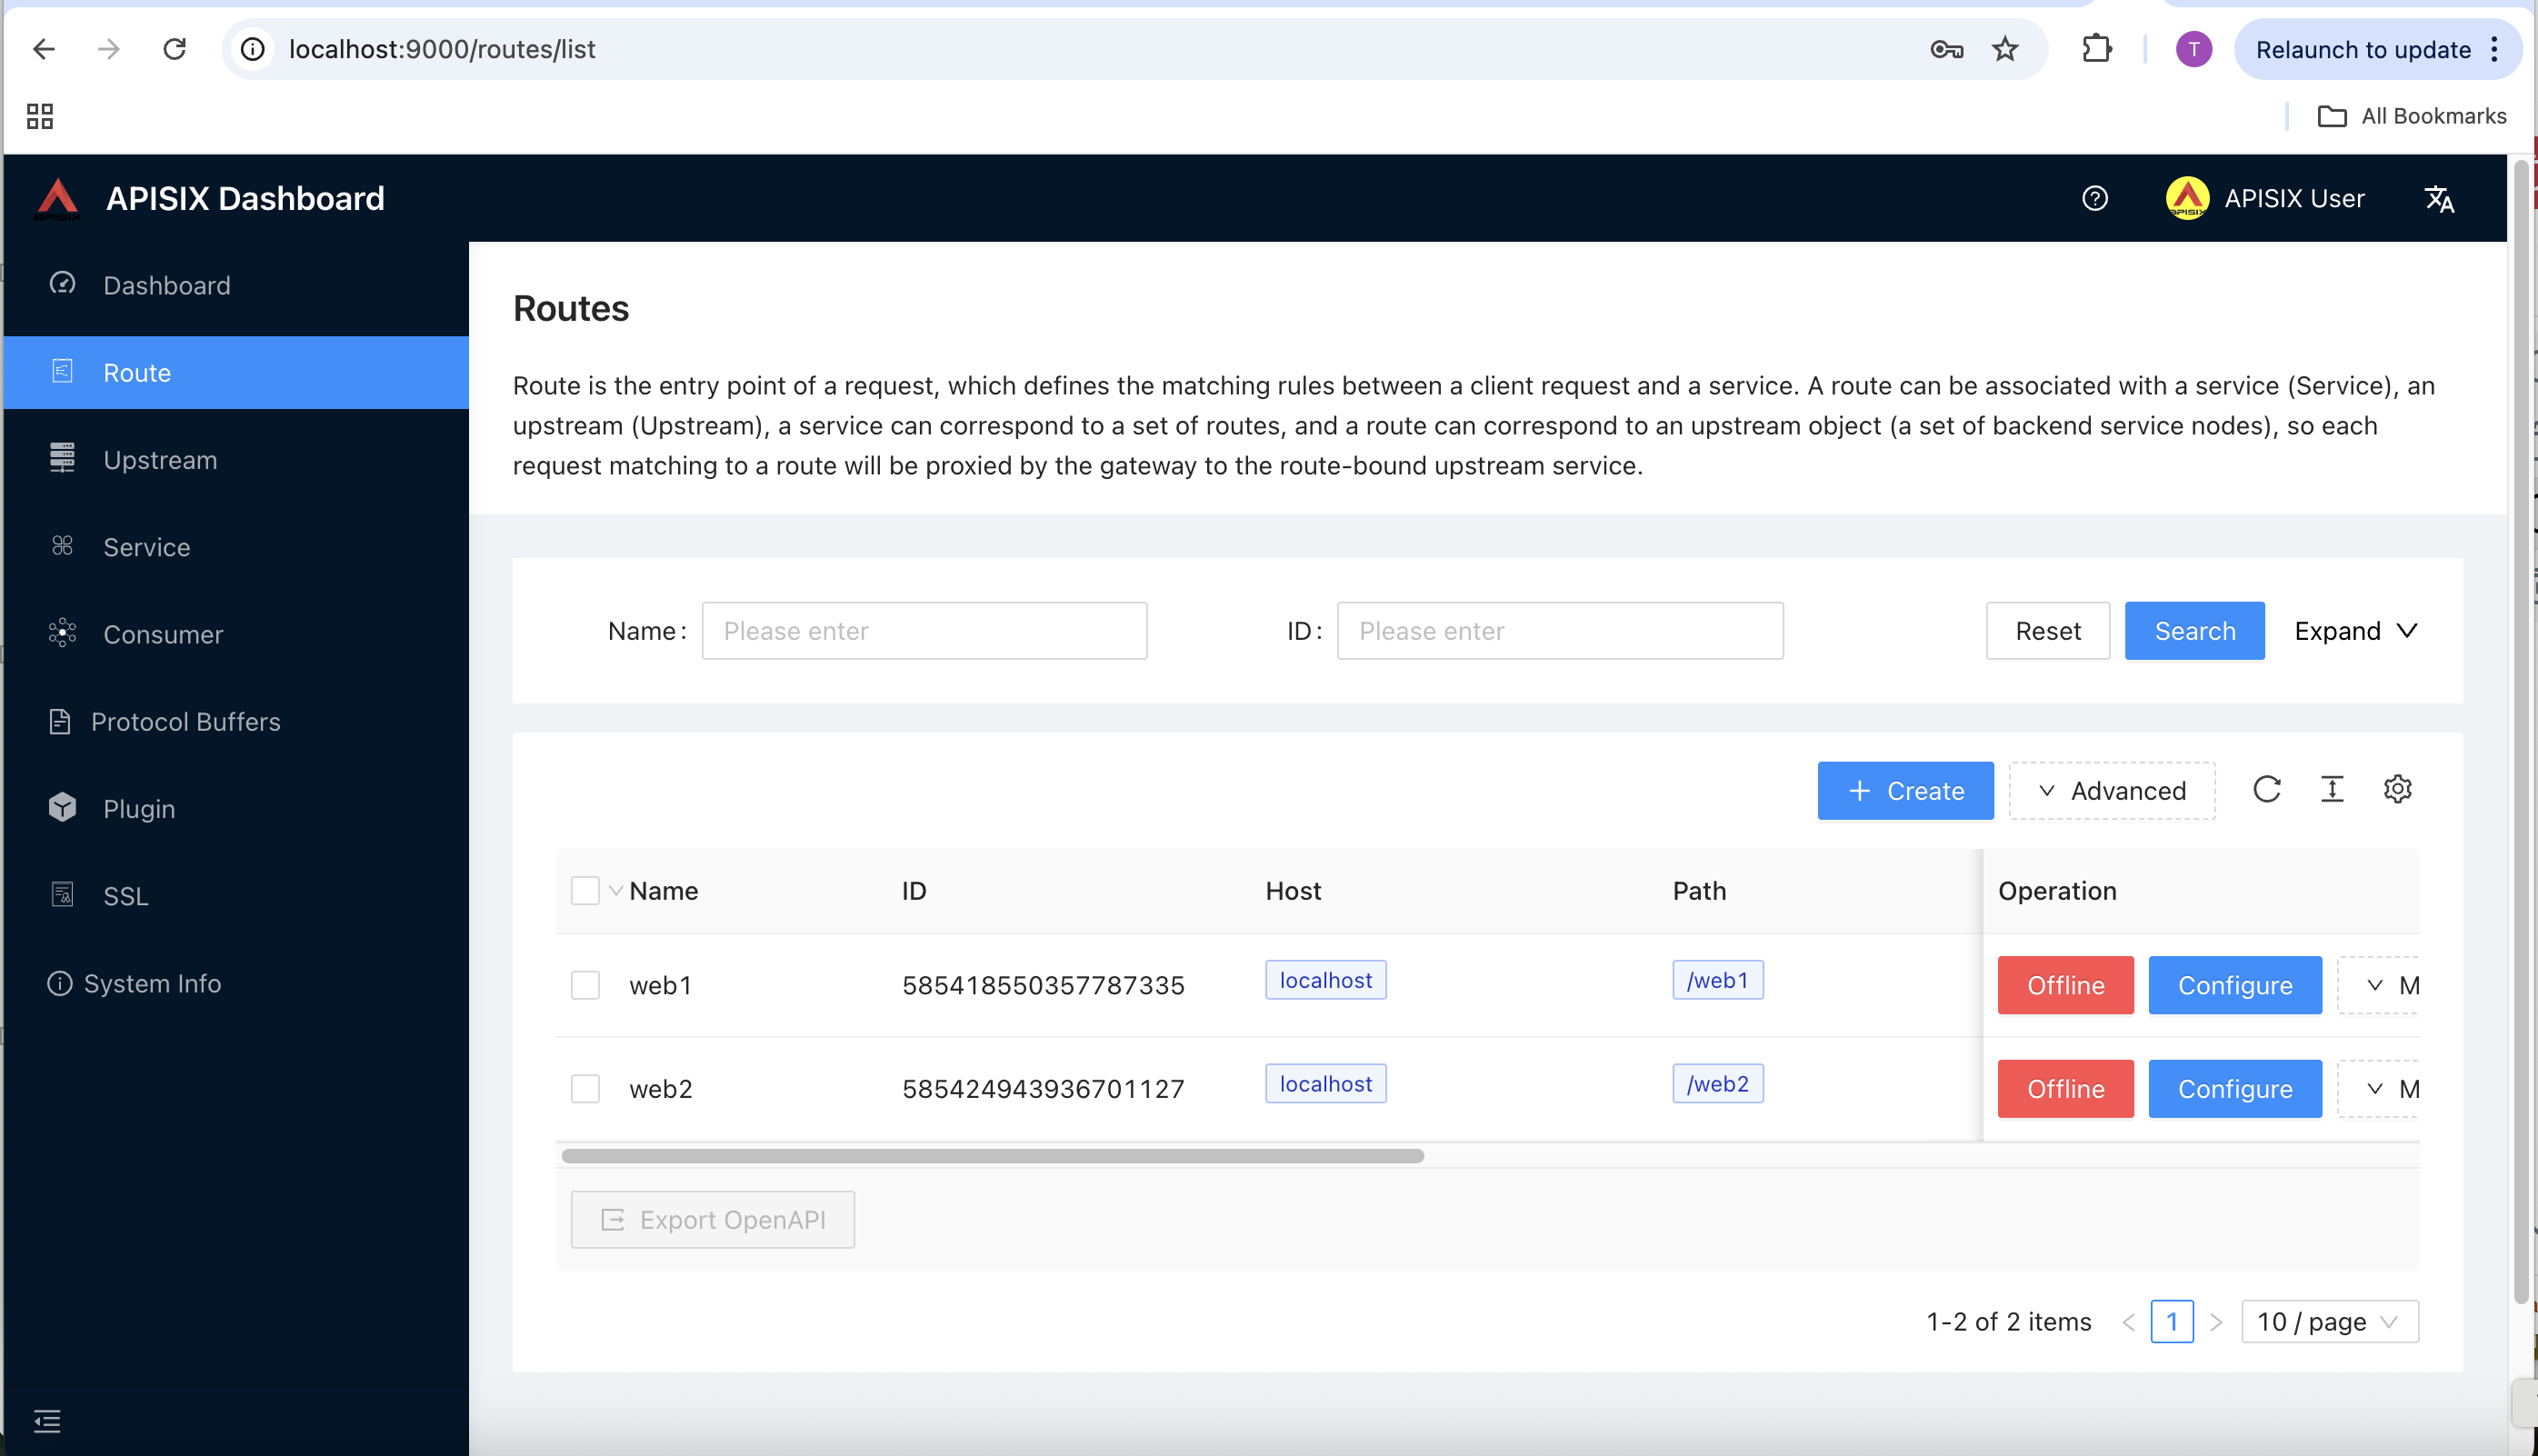 localhost:9000/routes/list
T
Relaunch to update
All Bookmarks
APISIX
APISIX Dashboard
APISIX User
Dashboard
Route
Upstream
Service
Consumer
Protocol Buffers
Plugin
SSL
System Info
Routes
Route is the entry point of a request, which defines the matching rules between a client request and a service. A route can be associated with a service (Service), an
upstream (Upstream), a service can correspond to a set of routes, and a route can correspond to an upstream object (a set of backend service nodes), so each
request matching to a route will be proxied by the gateway to the route-bound upstream service.
Name: Please enter
ID: Please enter
Reset Search Expand
+ Create Advanced
Name ID Host Path Operation
web1 585418550357787335 localhost /web1 Offline Configure M
web2 585424943936701127 localhost /web2 Offline Configure M
Export OpenAPI
1-2 of 2 items < 1 > 10 / page